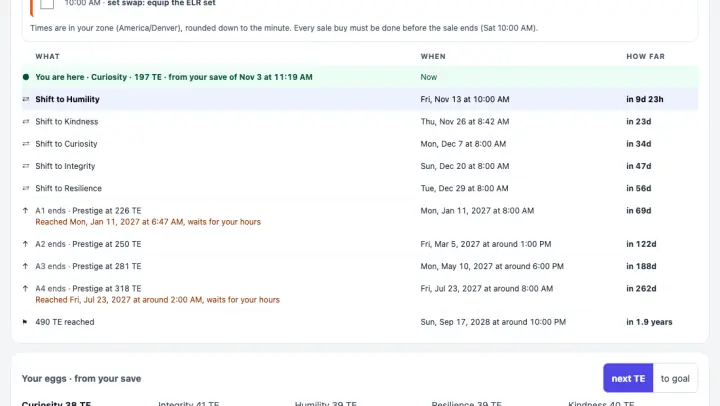 10:00 AM · set swap: equip the ELR set
Times are in your zone (America/Denver), rounded down to the minute. Every sale buy must be done before the sale ends (Sat 10:00 AM).
WHAT WHEN HOW FAR
You are here · Curiosity · 197 TE · from your save of Nov 3 at 11:19 AM Now
Shift to Humility Fri, Nov 13 at 10:00 AM in 9d 23h
Shift to Kindness Thu, Nov 26 at 8:42 AM in 23d
Shift to Curiosity Mon, Dec 7 at 8:00 AM in 34d
Shift to Integrity Sun, Dec 20 at 8:00 AM in 47d
Shift to Resilience Tue, Dec 29 at 8:00 AM in 56d
A1 ends · Prestige at 226 TE Mon, Jan 11, 2027 at 8:00 AM in 69d
Reached Mon, Jan 11, 2027 at 6:47 AM, waits for your hours
A2 ends · Prestige at 250 TE Fri, Mar 5, 2027 at around 1:00 PM in 122d
A3 ends · Prestige at 281 TE Mon, May 10, 2027 at around 6:00 PM in 188d
A4 ends · Prestige at 318 TE Fri, Jul 23, 2027 at around 8:00 AM in 262d
Reached Fri, Jul 23, 2027 at around 2:00 AM, waits for your hours
490 TE reached Sun, Sep 17, 2028 at around 10:00 PM in 1.9 years
Your eggs · from your save next TE to goal
Curiosity 38 TE Integrity 41 TE Humility 39 TE Resilience 39 TE Kindness 40 TE